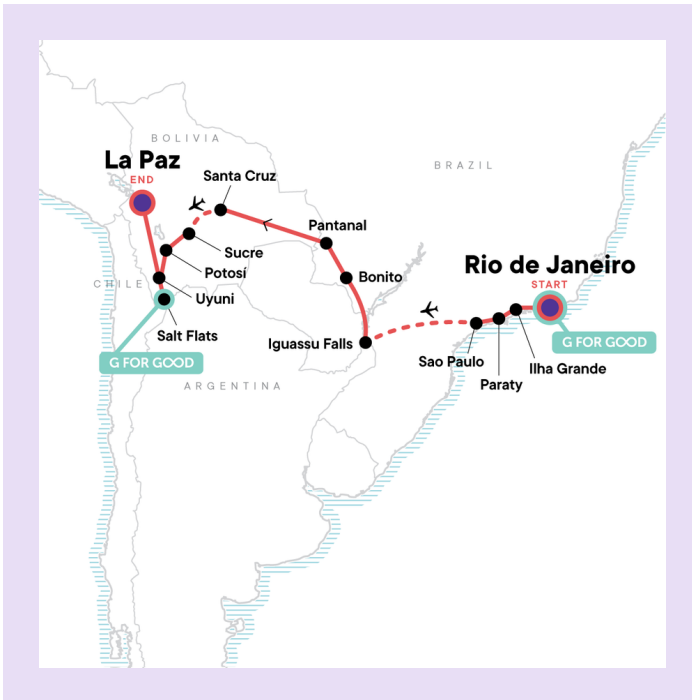 BOLIVIA
La Paz
END
BRAZIL
Santa Cruz
Pantanal
Sucre
Rio de Janeiro
Potosí
Bonito
START
CHILE
Uyuni
Salt Flats
Iguassu Falls
G FOR GOOD
Sao Paulo
G FOR GOOD
Ilha Grande
Paraty
ARGENTINA